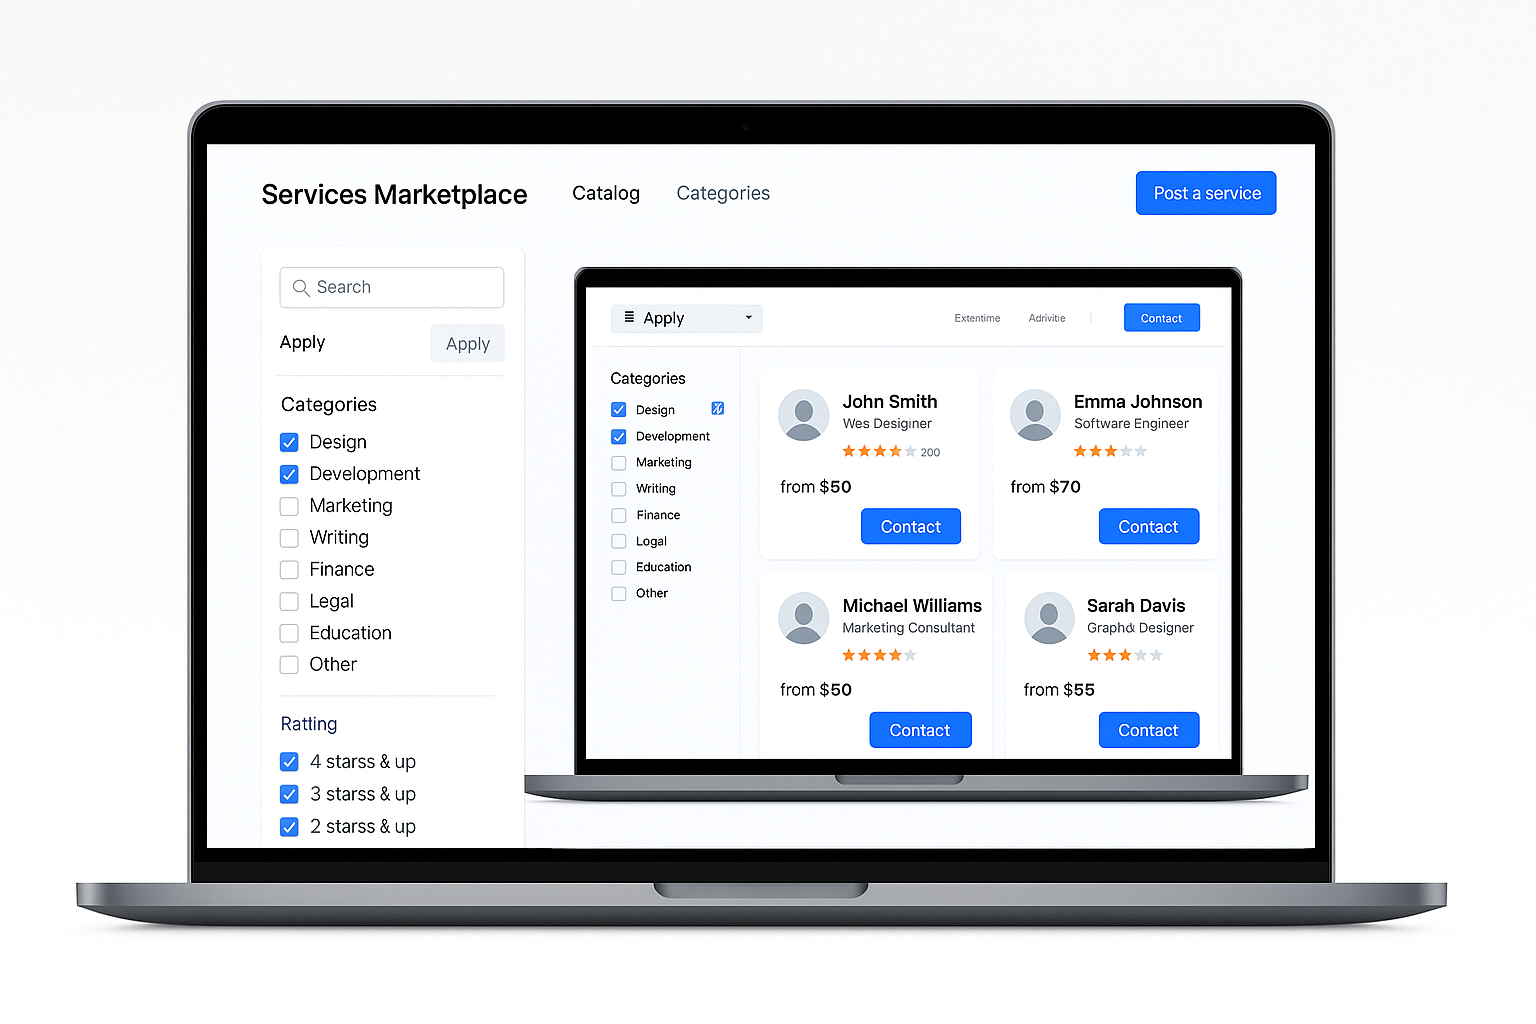 Services Marketplace Catalog Categories Post a service
Search
Apply Apply
Categories
Design
Development
Marketing
Writing
Finance
Legal
Education
Other
Ratting
4 starss & up
3 starss & up
2 starss & up
Apply Extentime Adrivitie Contact
Categories
Design
Development
Marketing
Writing
Finance
Logal
Education
Other
John Smith
Wes Desiginer
200
from $50
Contact
Emma Johnson
Software Engineer
from $70
Contact
Michael Williams
Marketing Consultant
from $50
Contact
Sarah Davis
Designer
from $55
Contact